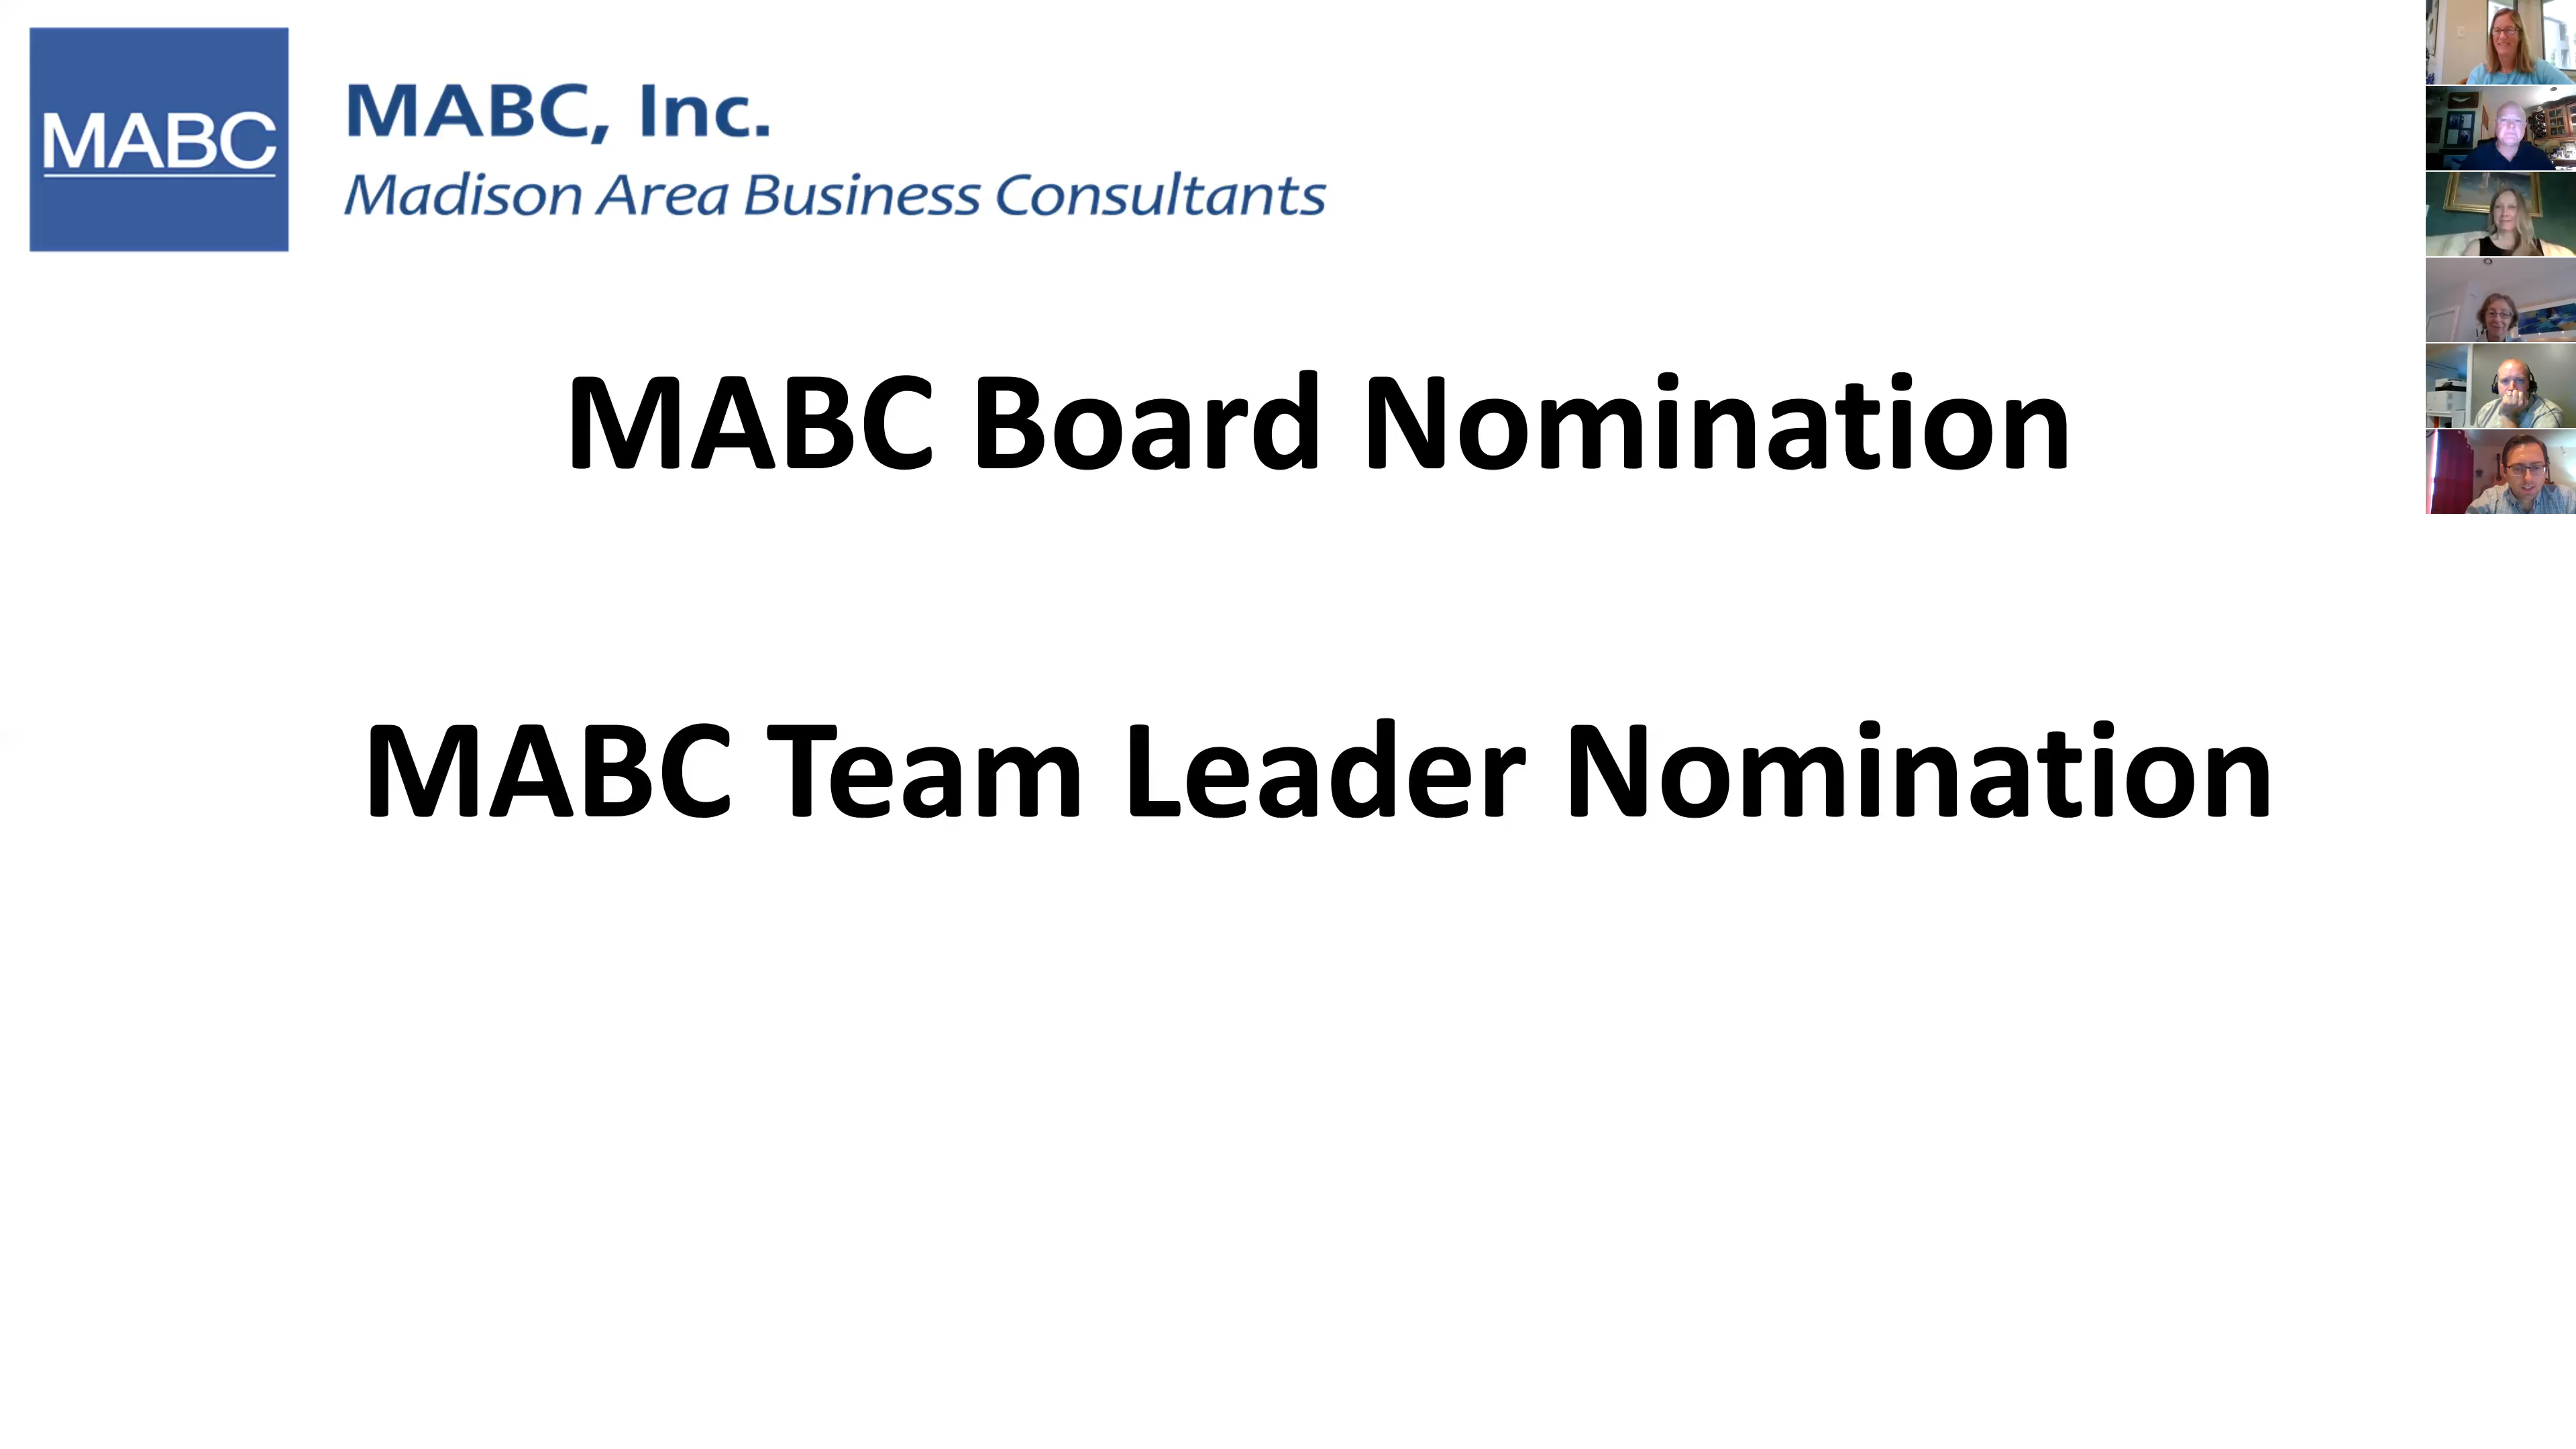 MABC
MABC, Inc.
Madison Area Business Consultants
MABC Board Nomination
MABC Team Leader Nomination